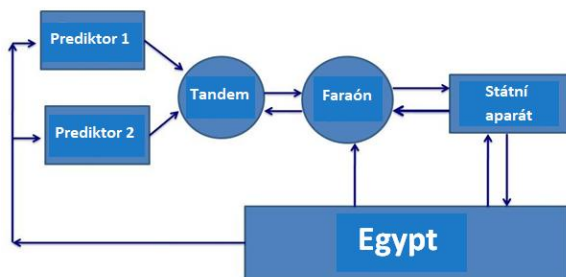 Prediktor 1
Prediktor 2
Tandem
Faraón
Státní
aparát
Egypt